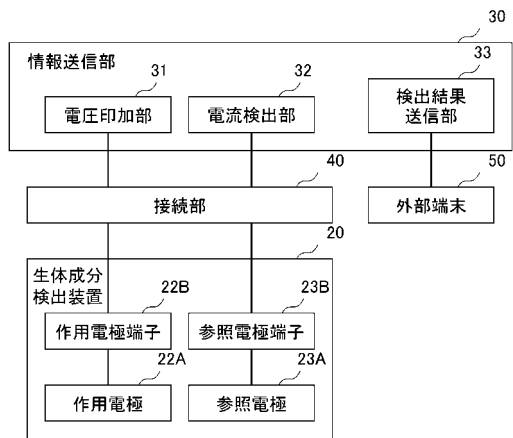 30
情報送信部
31
32
33
電圧印加部
電流検出部
検出結果
送信部
40
50
接続部
外部端末
20
生体成分
検出装置
22B
23B
作用電極端子
参照電極端子
22A
23A
作用電極
参照電極